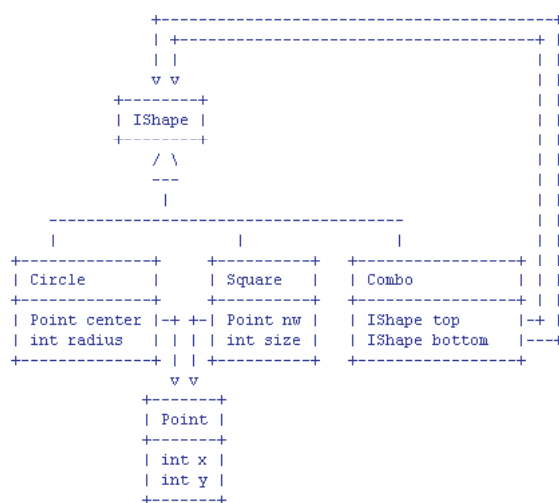 IShape
Circle
Square
Combo
Point center
Point nw
IShape top
int radius
int size
IShape bottom
Point
int x
int y